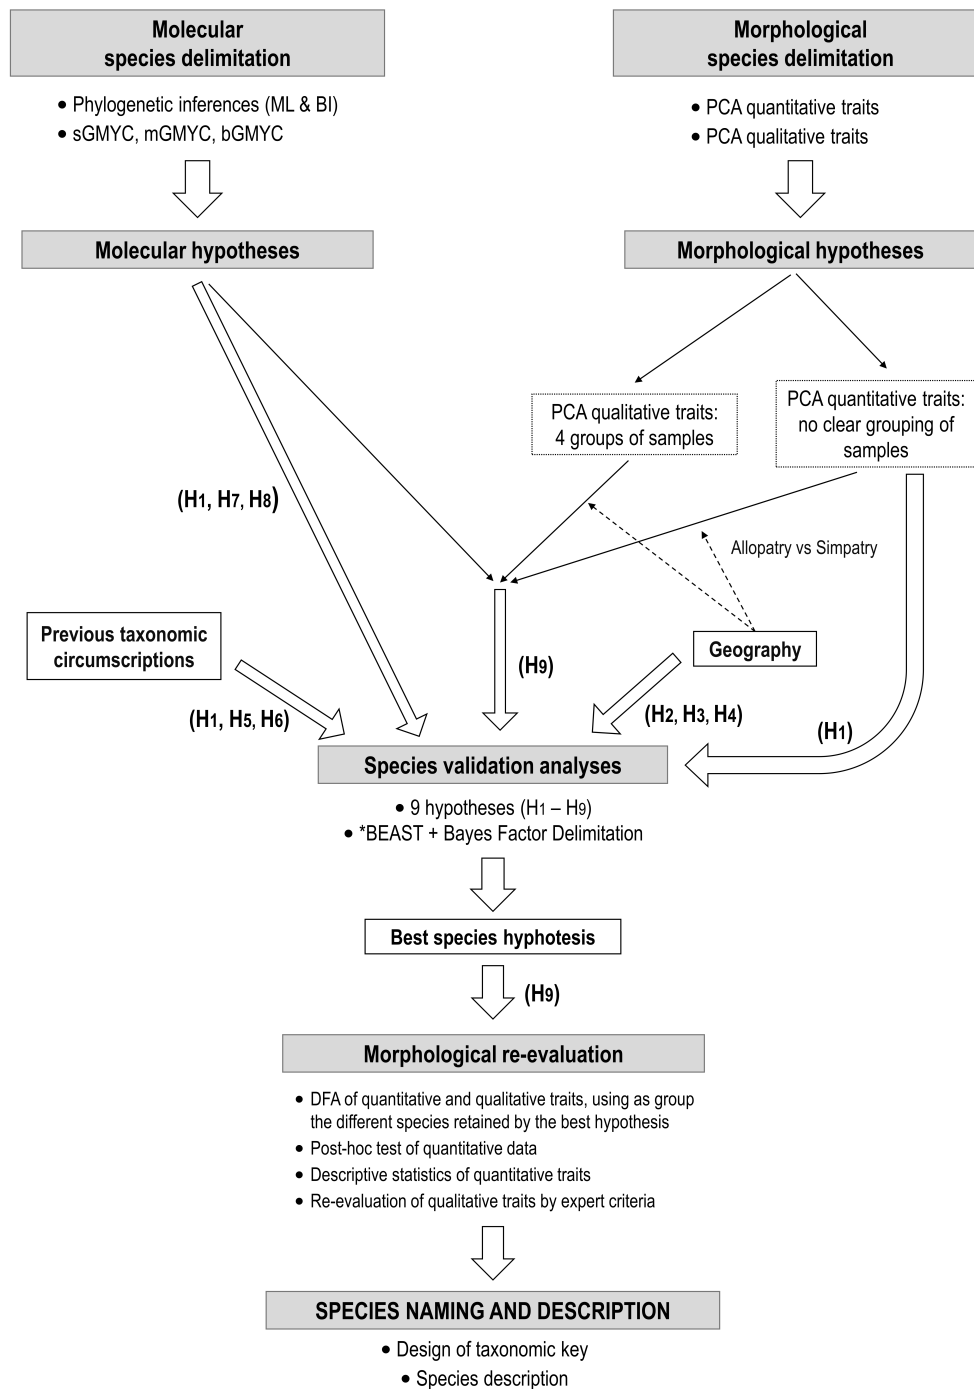 Molecular
species delimitation
• Phylogenetic inferences (ML & BI)
• sGMYC, mGMYC, bGMYC
Molecular hypotheses
Morphological
species delimitation
• PCA quantitative traits
• PCA qualitative traits
Morphological hypotheses
PCA qualitative traits:
4 groups of samples
PCA quantitative traits:
no clear grouping of
samples
(H1, H7, H8)
Allopatry vs Simpatry
Previous taxonomic
circumscriptions
Geography
(H9)
(H1, H5, H6)
(H2, H3, H4)
(H1)
Species validation analyses
• 9 hypotheses (H1 – H9)
• *BEAST + Bayes Factor Delimitation
Best species hyphotesis
(H9)
Morphological re-evaluation
• DFA of quantitative and qualitative traits, using as group
the different species retained by the best hypothesis
• Post-hoc test of quantitative data
• Descriptive statistics of quantitative traits
• Re-evaluation of qualitative traits by expert criteria
SPECIES NAMING AND DESCRIPTION
• Design of taxonomic key
• Species description